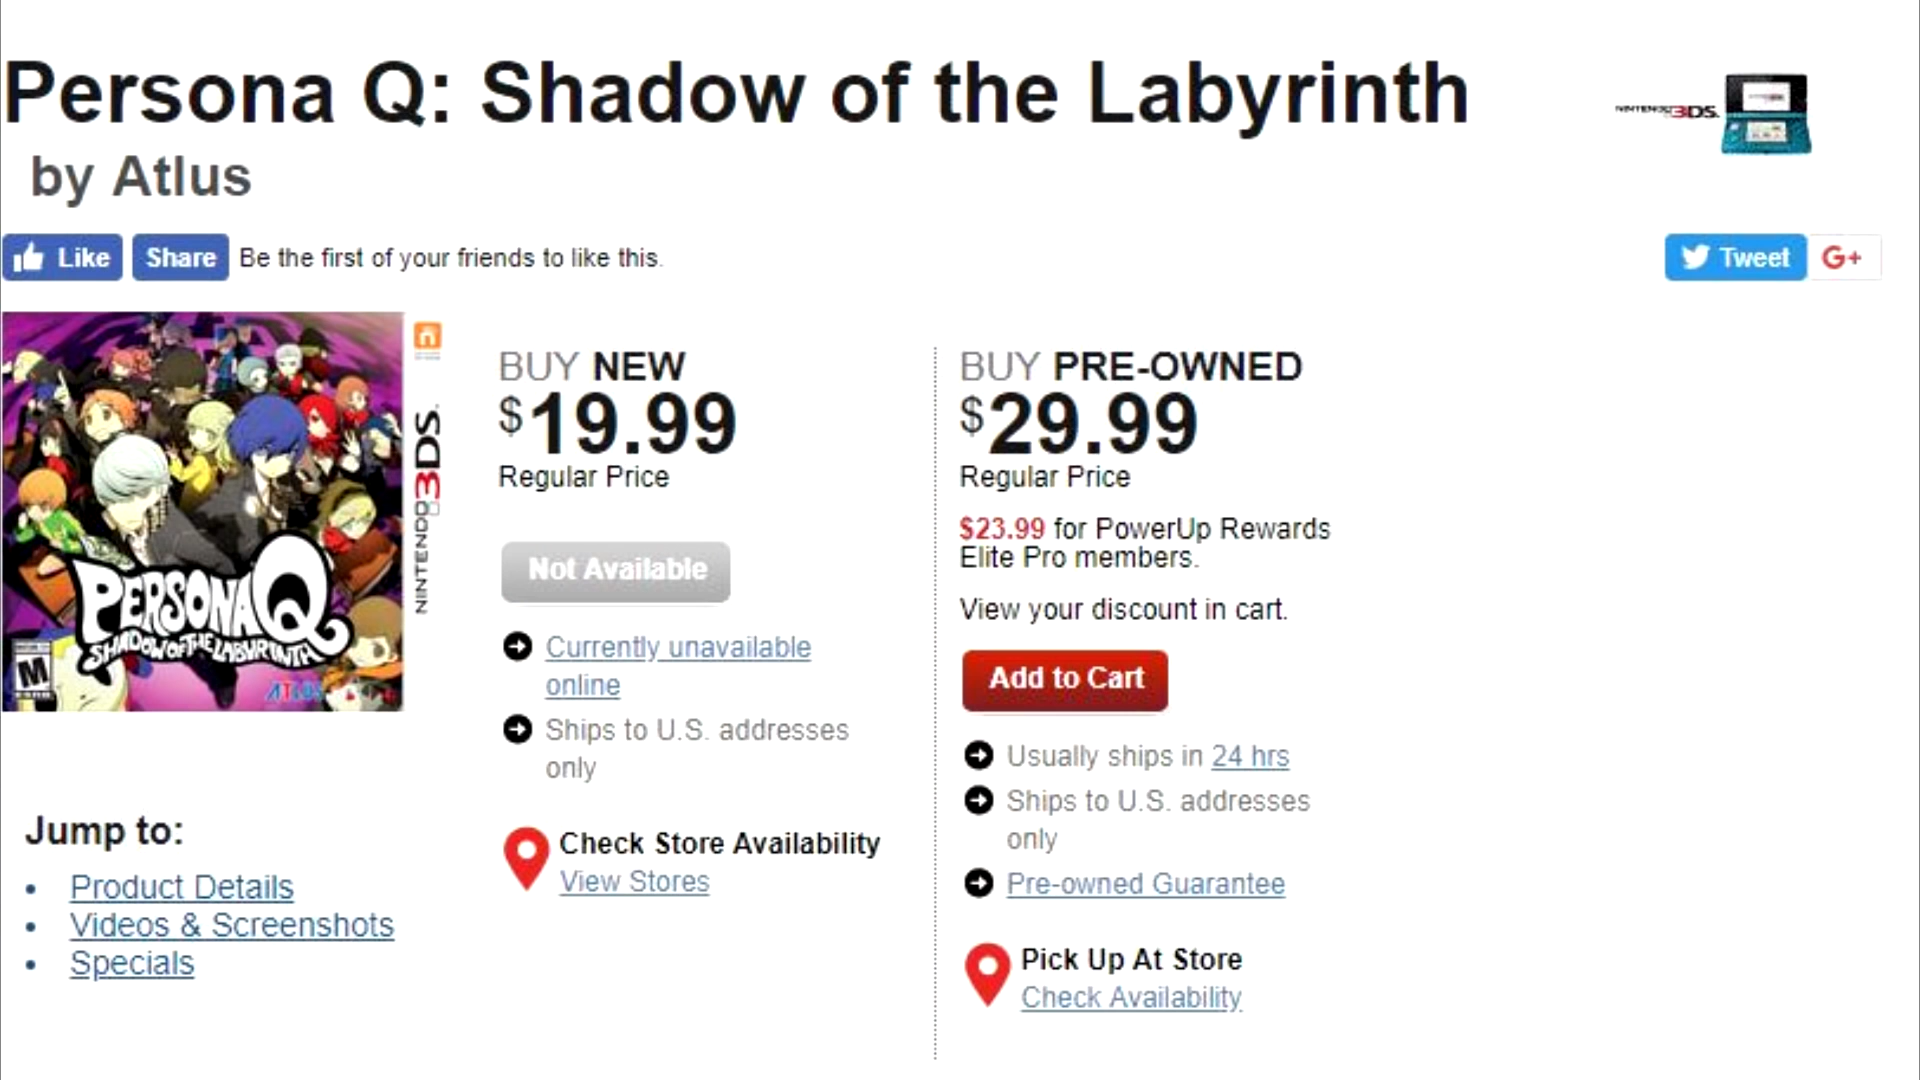 Persona Q: Shadow of the Labyrinth
NINTENDO 3DS.
by Atlus
Like
Share
Be the first of your friends to like this.
Tweet
G+
NINTENDO 3DS.
PERSONA Q
SHADOW OF THE LABYRINTH
M
ATLUS
BUY NEW
$19.99
Regular Price
Not Available
Currently unavailable
online
Ships to U.S. addresses
only
Check Store Availability
View Stores
BUY PRE-OWNED
$29.99
Regular Price
$23.99 for PowerUp Rewards
Elite Pro members.
View your discount in cart.
Add to Cart
Usually ships in 24 hrs
Ships to U.S. addresses
only
Pre-owned Guarantee
Pick Up At Store
Check Availability
Jump to:
Product Details
Videos & Screenshots
Specials